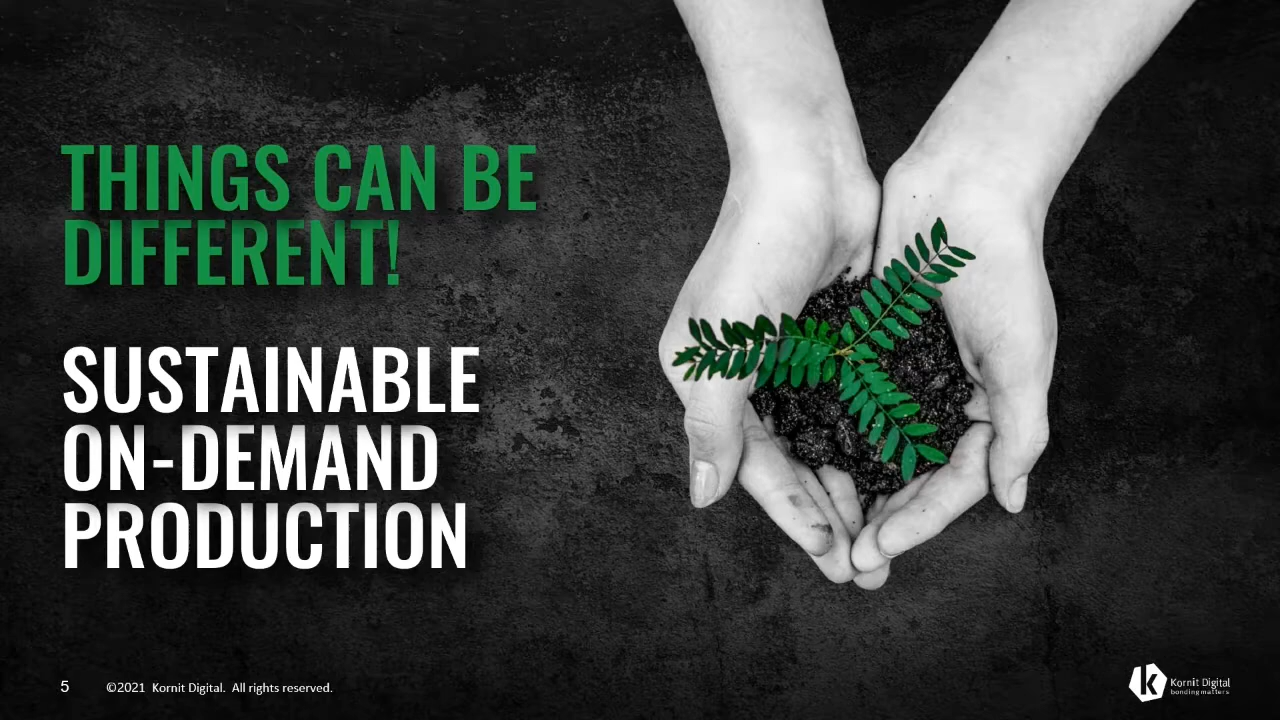 THINGS CAN BE
DIFFERENT!
SUSTAINABLE
ON-DEMAND
PRODUCTION
5
©2021 Kornit Digital. All rights reserved.
K
Kornit Digital
bonding matters